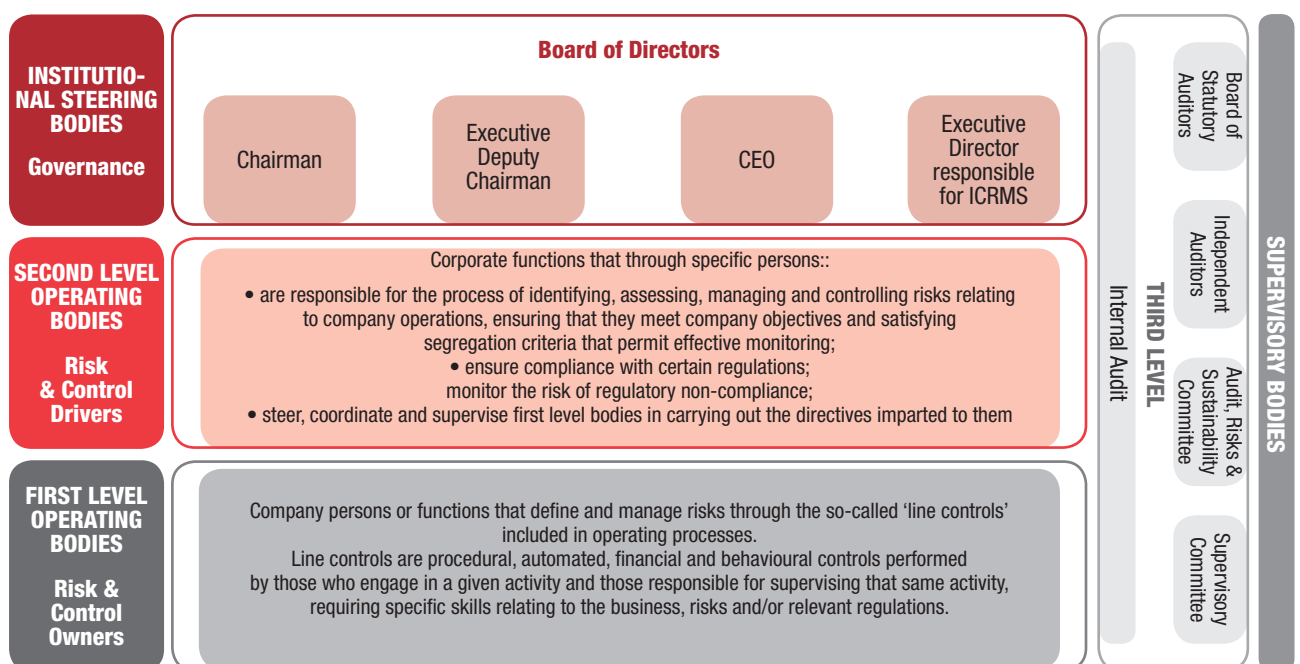 INSTITUTIO-
NAL STEERING
BODIES
Governance
Board of Directors
Chairman
Executive
Deputy
Chairman
CEO
Executive
Director
responsible
for ICRMS
SECOND LEVEL
OPERATING
BODIES
Risk
& Control
Drivers
Corporate functions that through specific persons::
• are responsible for the process of identifying, assessing, managing and controlling risks relating
to company operations, ensuring that they meet company objectives and satisfying
segregation criteria that permit effective monitoring;
• ensure compliance with certain regulations;
monitor the risk of regulatory non-compliance;
• steer, coordinate and supervise first level bodies in carrying out the directives imparted to them
FIRST LEVEL
OPERATING
BODIES
Risk &
Control
Owners
Company persons or functions that define and manage risks through the so-called ‘line controls’
included in operating processes.
Line controls are procedural, automated, financial and behavioural controls performed
by those who engage in a given activity and those responsible for supervising that same activity,
requiring specific skills relating to the business, risks and/or relevant regulations.
Internal Audit
THIRD LEVEL
Board of
Statutory
Auditors
Independent
Auditors
Audit, Risks &
Sustainability
Committee
Supervisory
Committee
SUPERVISORY BODIES